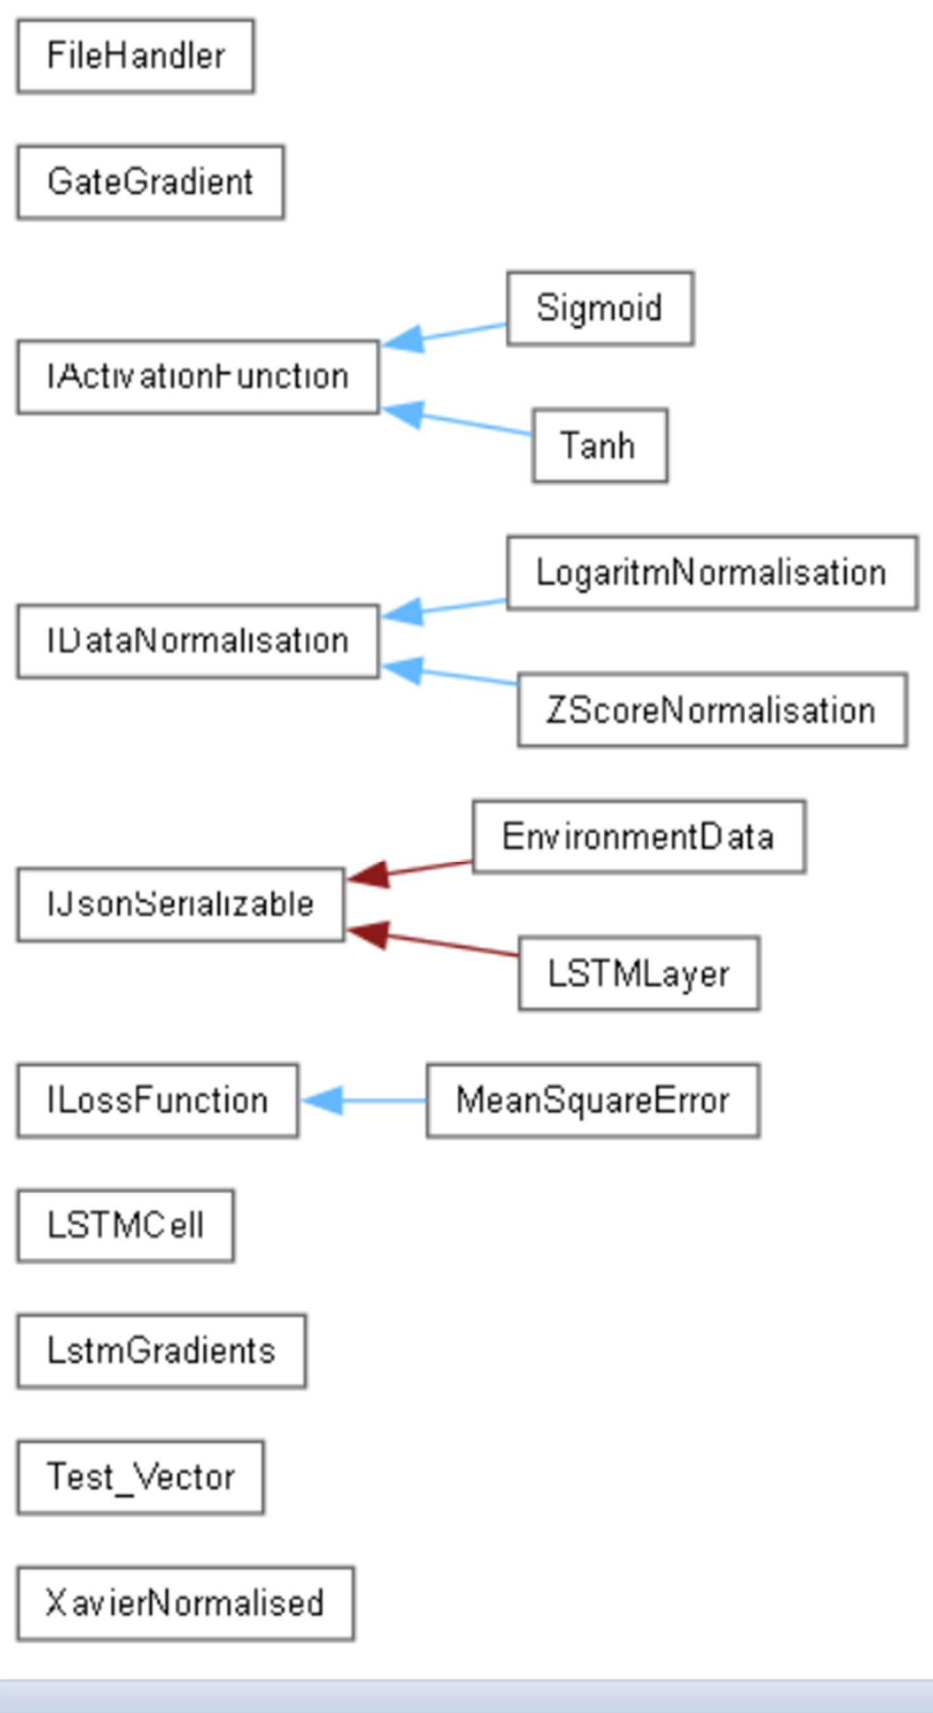 FileHandler
GateGradient
Sigmoid
IActivationFunction
Tanh
LogaritmNormalisation
IDataNormalisation
ZScoreNormalisation
EnvironmentData
IJsonSerializable
LSTMLayer
ILossFunction
MeanSquareError
LSTMCell
LstmGradients
Test_Vector
XavierNormalised